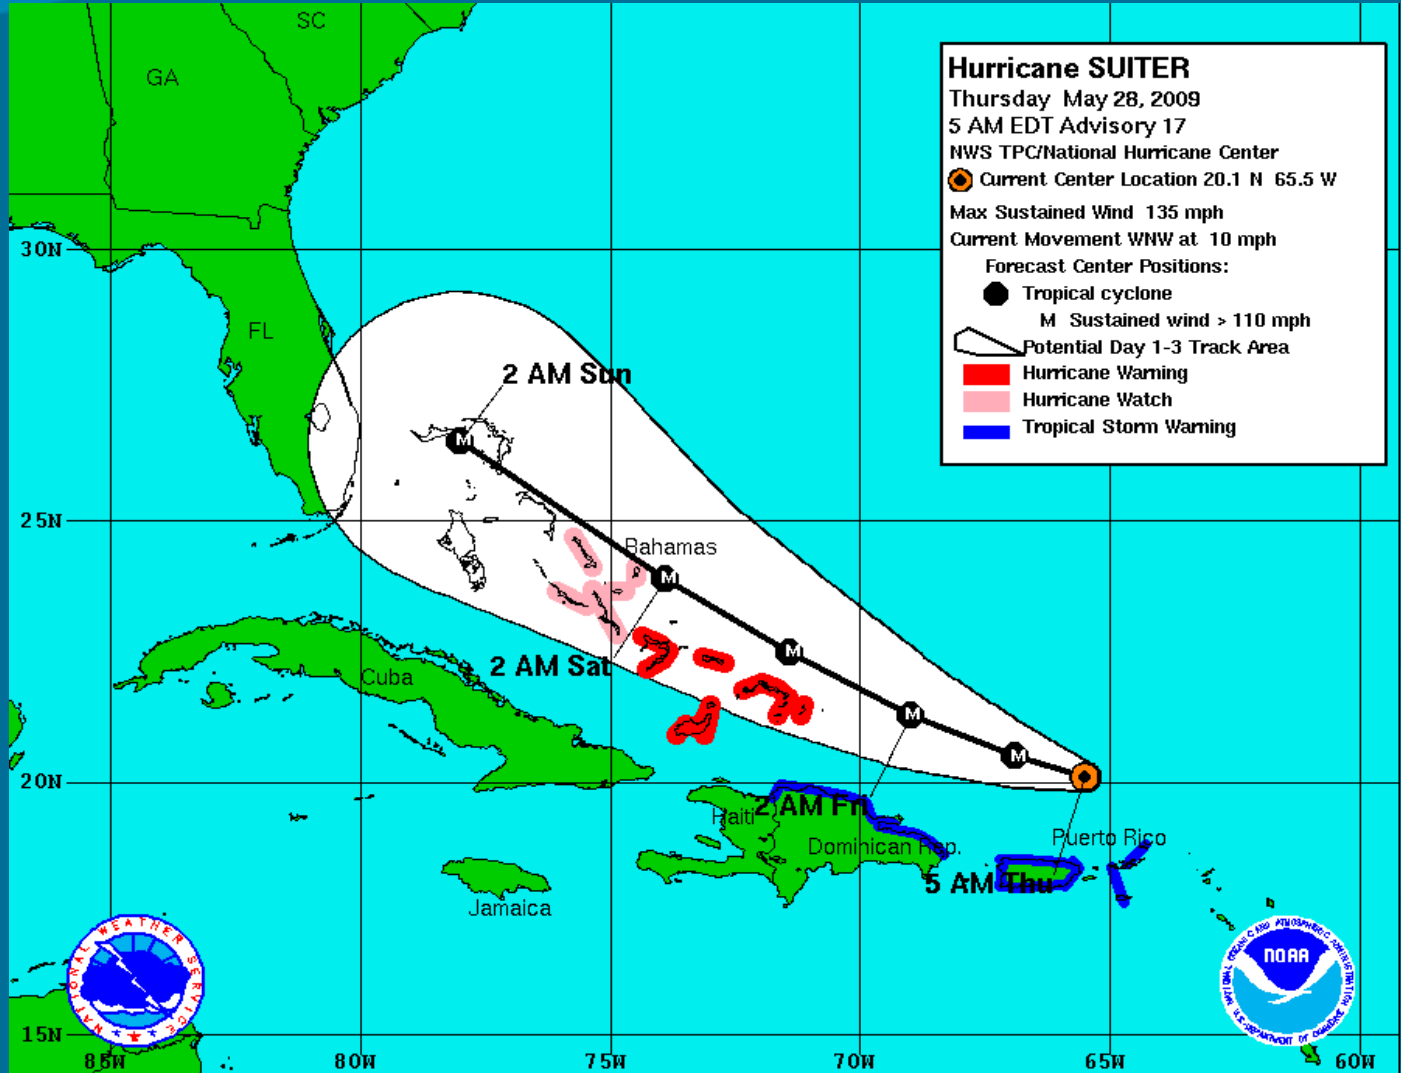 SC
GA
Hurricane SUITER
Thursday May 28, 2009
5 AM EDT Advisory 17
NWS TPC/National Hurricane Center
Current Center Location 20.1 N 65.5 W
Max Sustained Wind 135 mph
Current Movement WNW at 10 mph
Forecast Center Positions:
Tropical cyclone
M Sustained wind > 110 mph
Potential Day 1-3 Track Area
Hurricane Warning
Hurricane Watch
Tropical Storm Warning
30N
FL
2 AM Sun
M
25N
Bahamas
M
M
2 AM Sat
Cuba
M
M
20N
2 AM Fri
Haiti
Dominican Rep.
Puerto Rico
5 AM Thu
Jamaica
NATIONAL WEATHER SERVICE
NOAA
15N
85W
80W
75W
70W
65W
60W